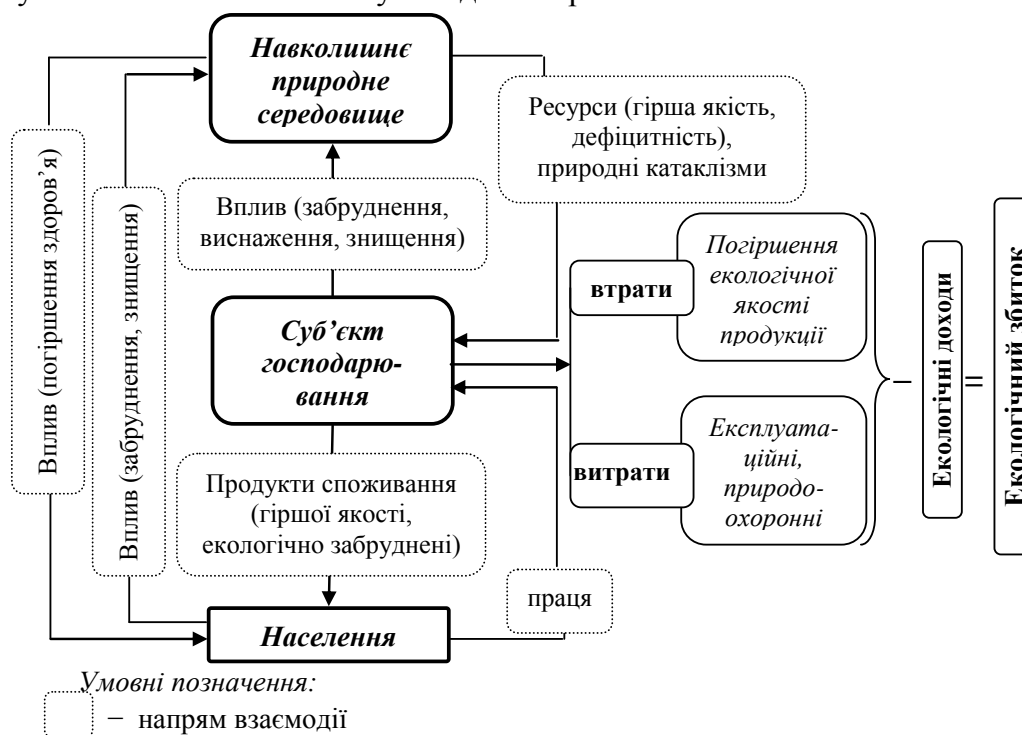 Навколишнє
природне
середовище
Ресурси (гірша якість,
дефіцитність),
природні катаклізми
Вплив (погіршення здоров’я)
Вплив (забруднення, знищення)
Вплив (забруднення,
виснаження, знищення)
Суб’єкт
господарю-
вання
втрати
Погіршення
екологічної
якості
продукції
витрати
Експлуата-
ційні,
природо-
охоронні
–
Екологічні доходи
=
Екологічний збиток
Продукти споживання
(гіршої якості,
екологічно забруднені)
праця
Населення
Умовні позначення:
– напрям взаємодії